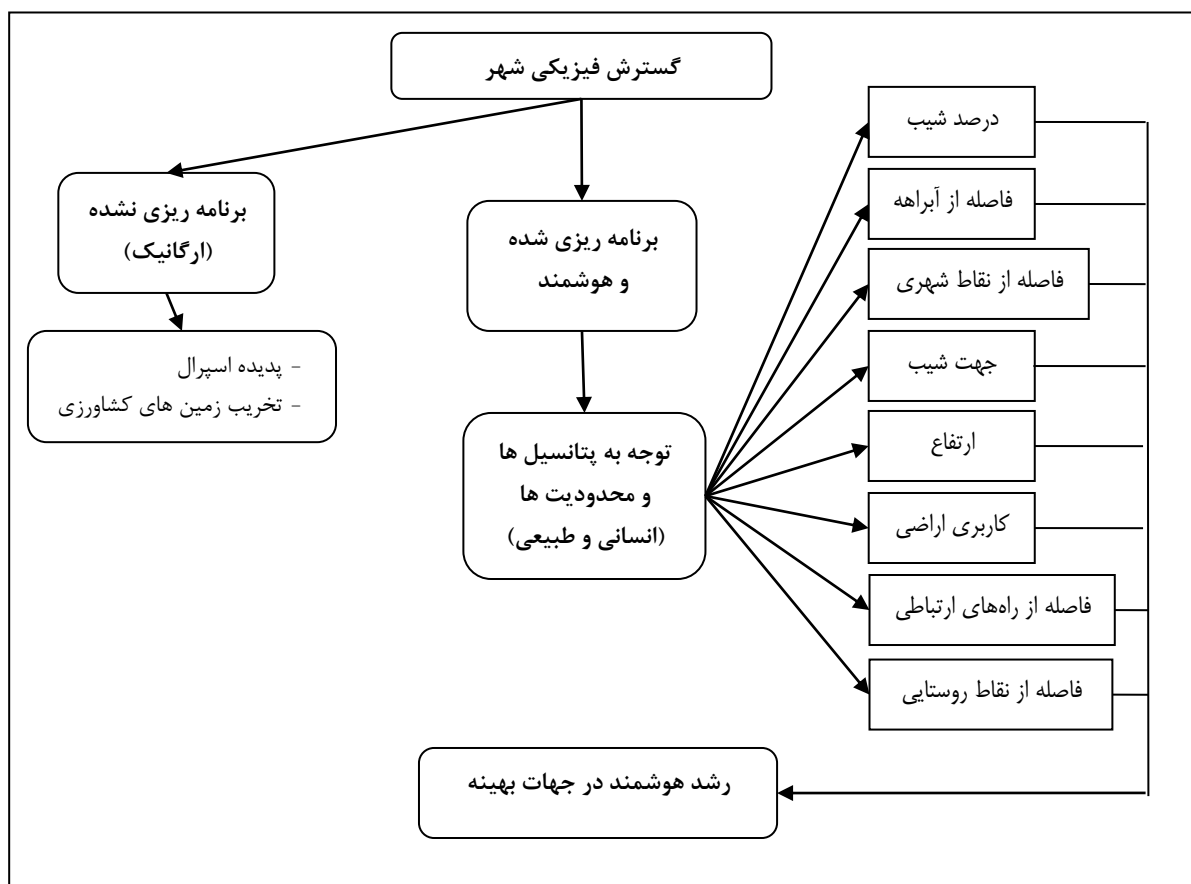 گسترش فیزیکی شهر
برنامه ریزی نشده
(ارگانیک)
- پدیده اسپرال
- تخریب زمین های کشاورزی
برنامه ریزی شده
و هوشمند
توجه به پتانسیل ها
و محدودیت ها
(انسانی و طبیعی)
درصد شیب
فاصله از آبراهه
فاصله از نقاط شهری
جهت شیب
ارتفاع
کاربری اراضی
فاصله از راه‌های ارتباطی
فاصله از نقاط روستایی
رشد هوشمند در جهات بهینه